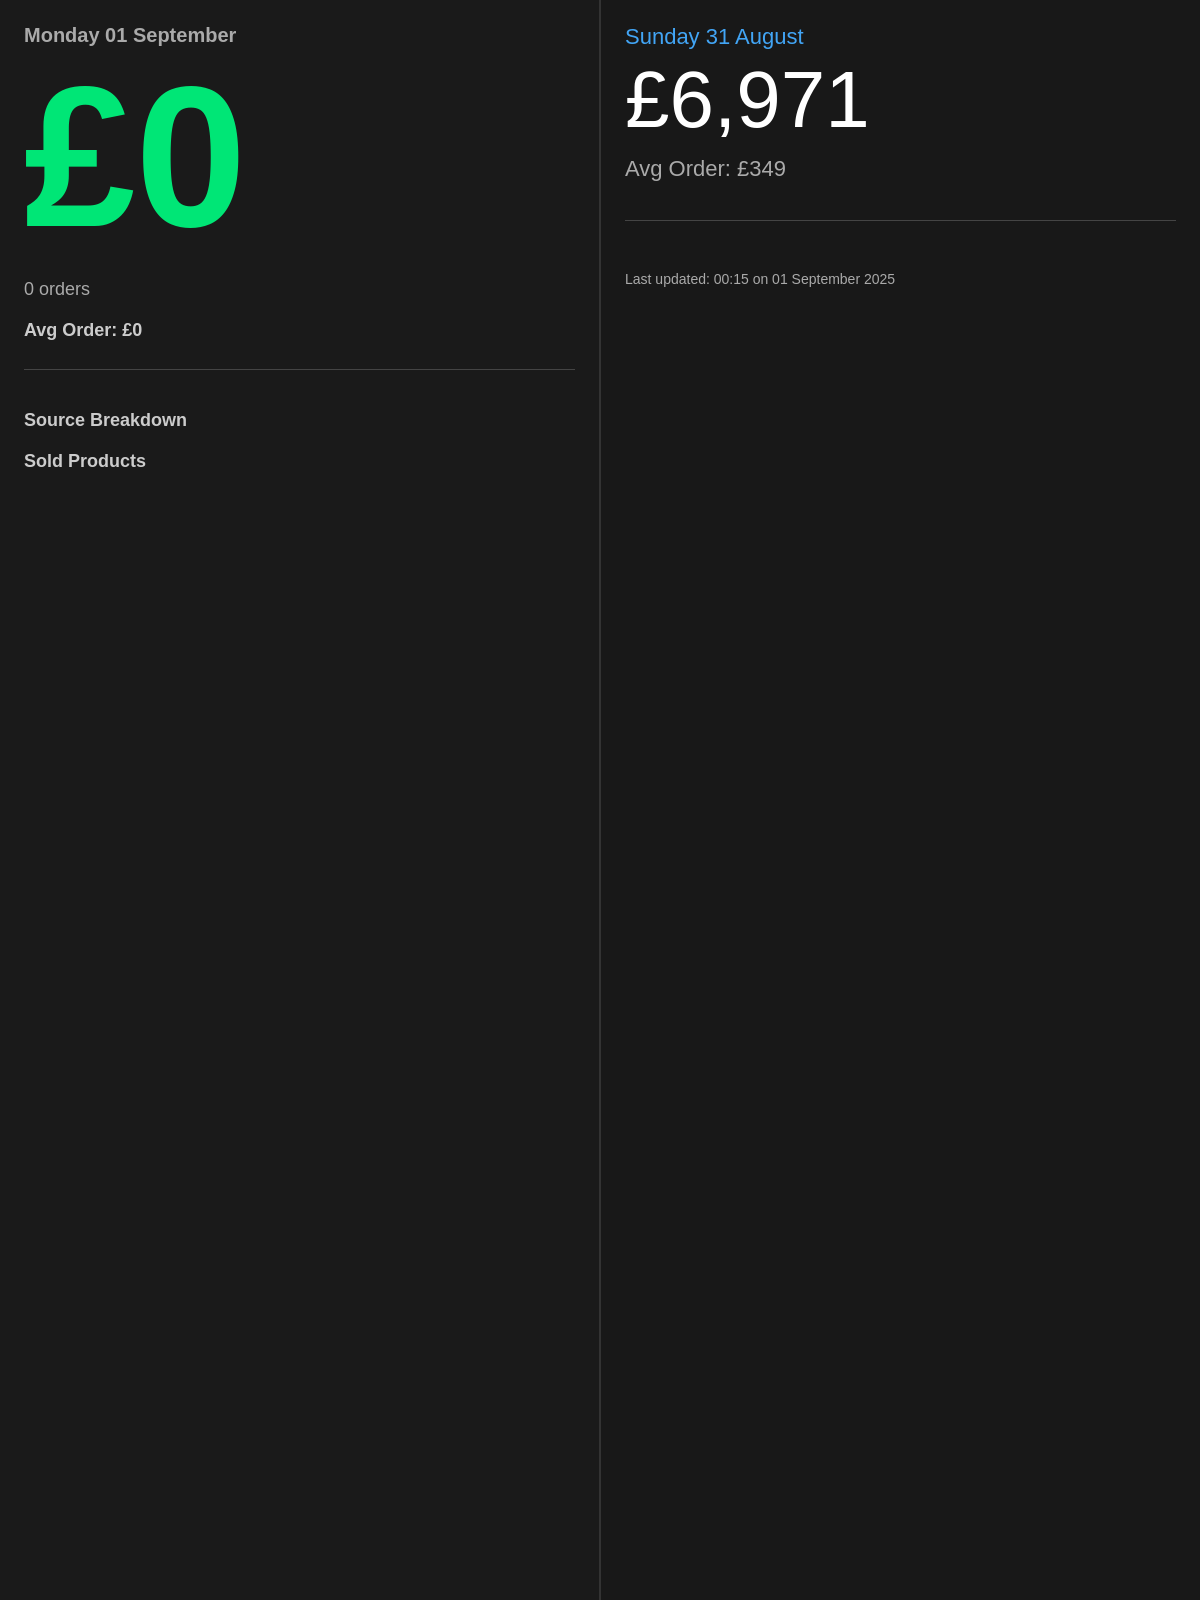 Monday 01 September
£0
0 orders
Avg Order: £0
Source Breakdown
Sold Products
Sunday 31 August
£6,971
Avg Order: £349
Last updated: 00:15 on 01 September 2025